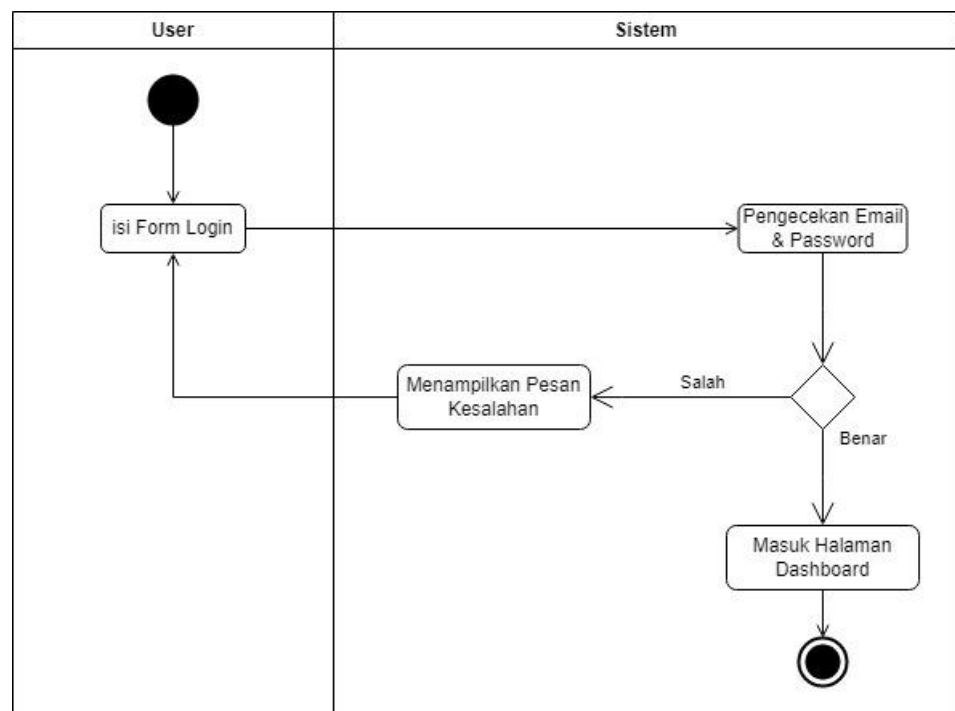 User
Sistem
isi Form Login
Pengecekan Email
& Password
Menampilkan Pesan
Kesalahan
Salah
Benar
Masuk Halaman
Dashboard